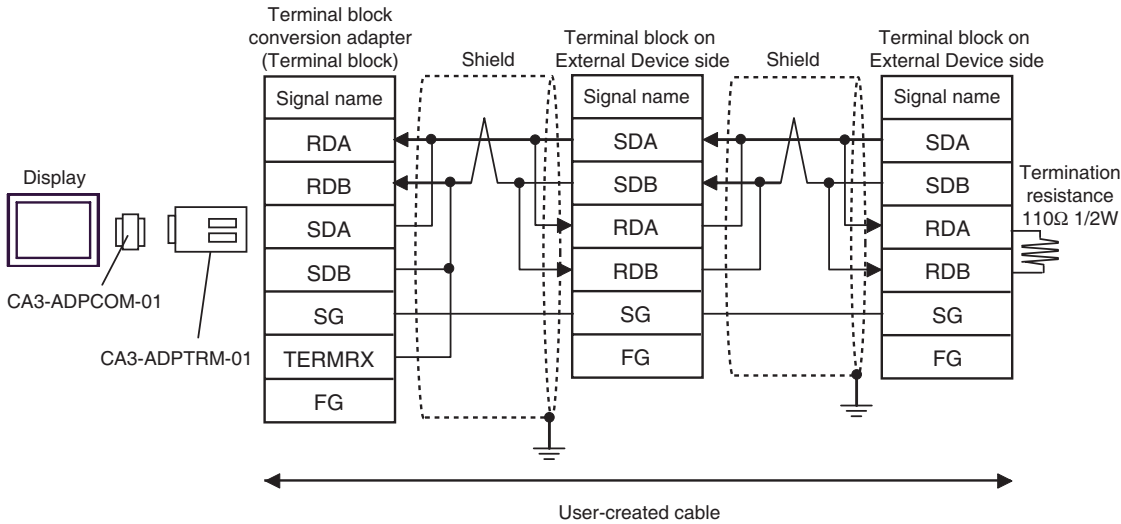 Terminal block
conversion adapter
(Terminal block)
Shield
Terminal block on
External Device side
Shield
Terminal block on
External Device side
Display
CA3-ADPCOM-01
CA3-ADPTRM-01
Signal name
RDA
RDB
SDA
SDB
SG
TERMRX
FG
Signal name
SDA
SDB
RDA
RDB
SG
FG
Signal name
SDA
SDB
RDA
RDB
SG
FG
Termination
resistance
110Ω 1/2W
User-created cable